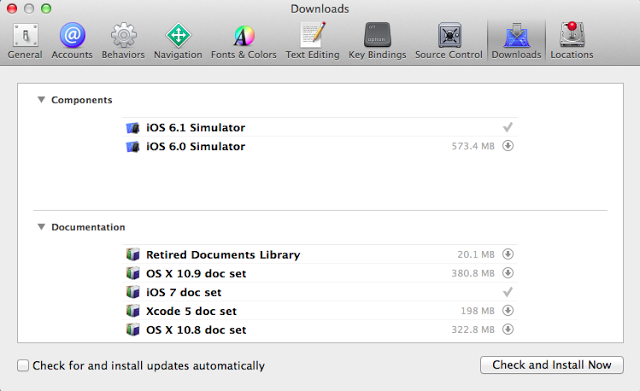 Downloads
General Accounts Behaviors Navigation Fonts & Colors Text Editing Key Bindings Source Control Downloads Locations
Components
iOS 6.1 Simulator
iOS 6.0 Simulator 573.4 MB
Documentation
Retired Documents Library 20.1 MB
OS X 10.9 doc set 380.8 MB
iOS 7 doc set
Xcode 5 doc set 198 MB
OS X 10.8 doc set 322.8 MB
Check for and install updates automatically Check and Install Now